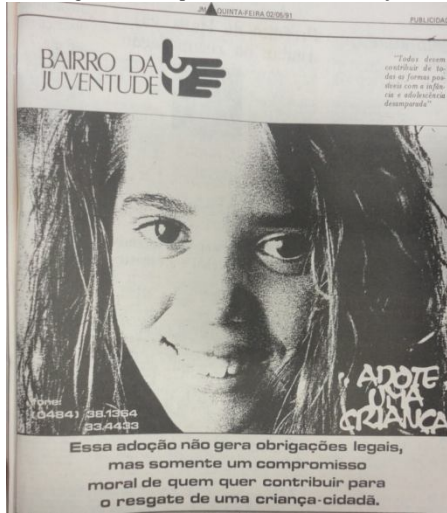 JM QUINTA-FEIRA 02/05/91
PUBLICIDADE
BAIRRO DA
JUVENTUDE
"Todos devem
contribuir de to-
das as formas pos-
síveis com a infân-
cia e adolescência
desamparada"
fone:
(0484) 38.1364
33.4433
ADOTE
UMA
CRIANÇA
Essa adoção não gera obrigações legais,
mas somente um compromisso
moral de quem quer contribuir para
o resgate de uma criança-cidadã.